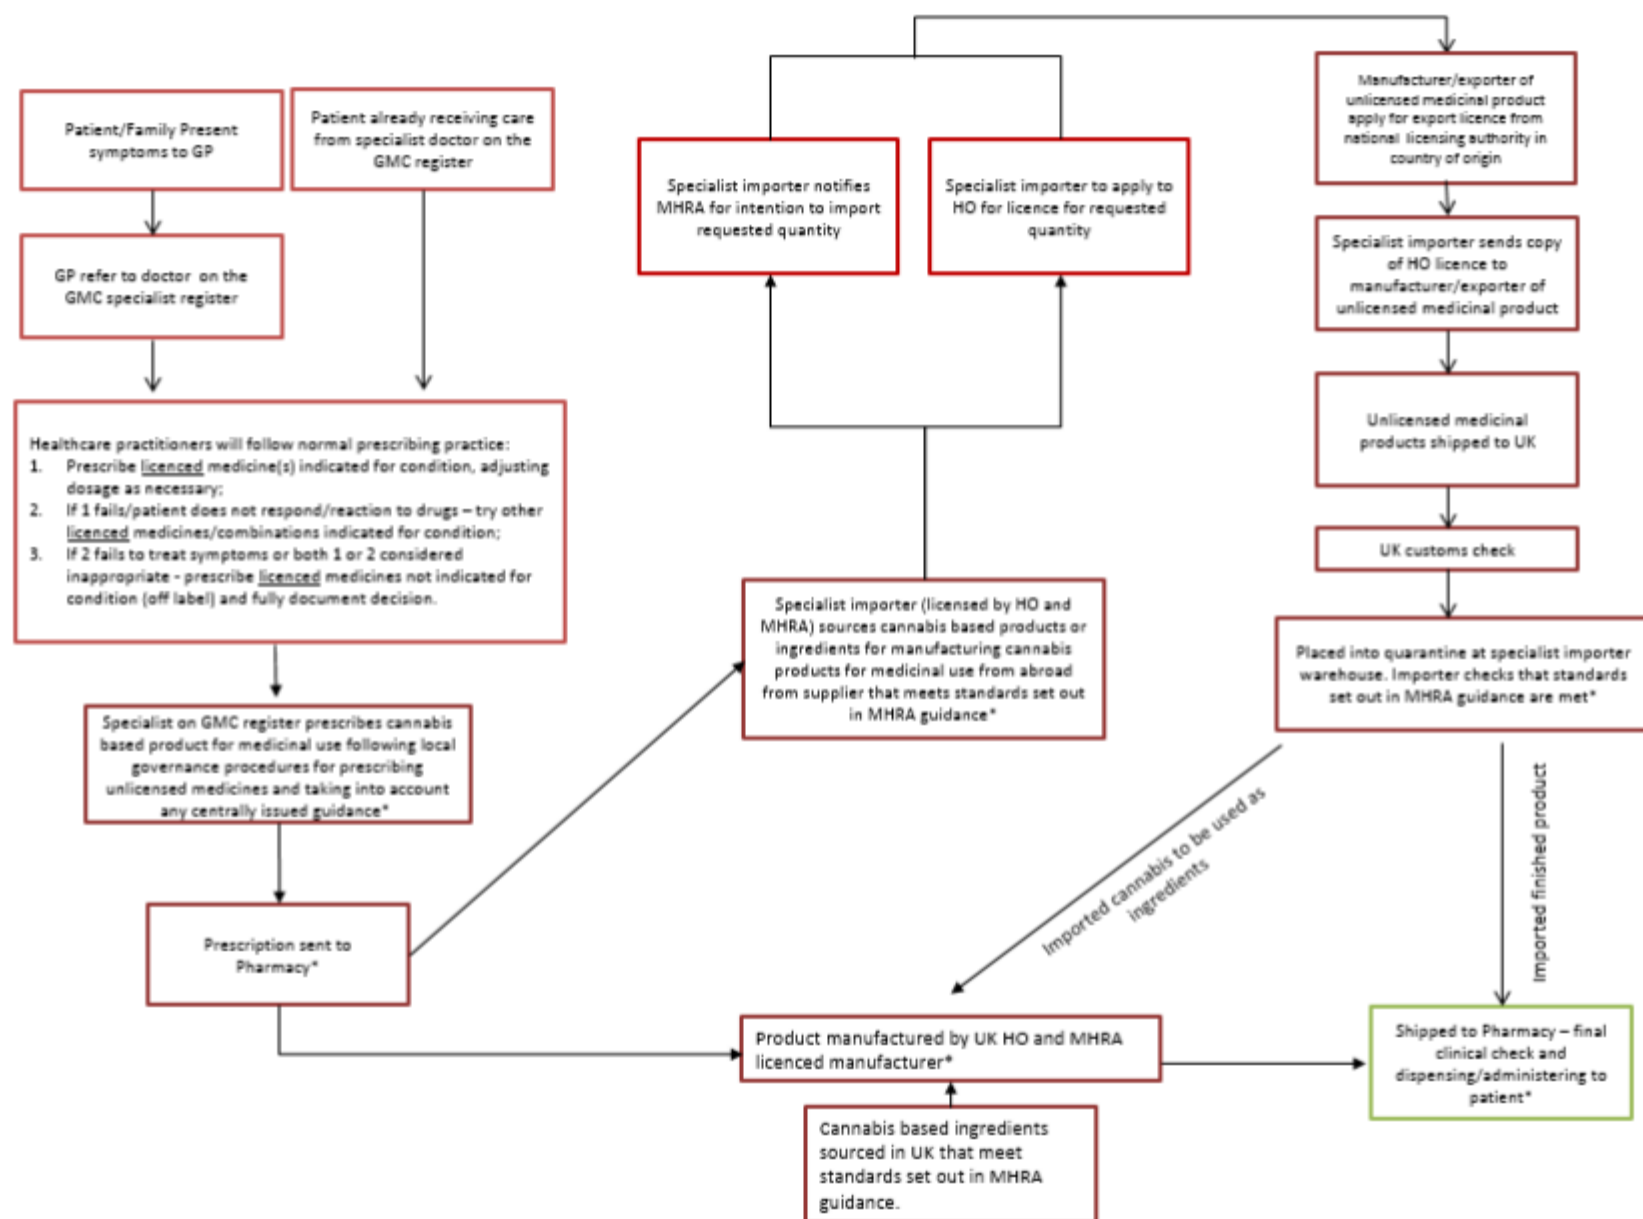 Patient/Family Present
symptoms to GP
Patient already receiving care
from specialist doctor on the
GMC register
GP refer to doctor on the
GMC specialist register
Healthcare practitioners will follow normal prescribing practice:
1. Prescribe licenced medicine(s) indicated for condition, adjusting
dosage as necessary;
2. If 1 fails/patient does not respond/reaction to drugs – try other
licenced medicines/combinations indicated for condition;
3. If 2 fails to treat symptoms or both 1 or 2 considered
inappropriate - prescribe licenced medicines not indicated for
condition (off label) and fully document decision.
Specialist on GMC register prescribes cannabis
based product for medicinal use following local
governance procedures for prescribing
unlicensed medicines and taking into account
any centrally issued guidance*
Prescription sent to
Pharmacy*
Specialist importer notifies
MHRA for intention to import
requested quantity
Specialist importer to apply to
HO for licence for requested
quantity
Specialist importer (licensed by HO and
MHRA) sources cannabis based products or
ingredients for manufacturing cannabis
products for medicinal use from abroad
from supplier that meets standards set out
in MHRA guidance*
Manufacturer/exporter of
unlicensed medicinal product
apply for export licence from
national licensing authority in
country of origin
Specialist importer sends copy
of HO licence to
manufacturer/exporter of
unlicensed medicinal product
Unlicensed medicinal
products shipped to UK
UK customs check
Placed into quarantine at specialist importer
warehouse. Importer checks that standards
set out in MHRA guidance are met*
Imported cannabis to be used as
ingredients
Imported finished product
Product manufactured by UK HO and MHRA
licenced manufacturer*
Cannabis based ingredients
sourced in UK that meet
standards set out in MHRA
guidance.
Shipped to Pharmacy – final
clinical check and
dispensing/administering to
patient*